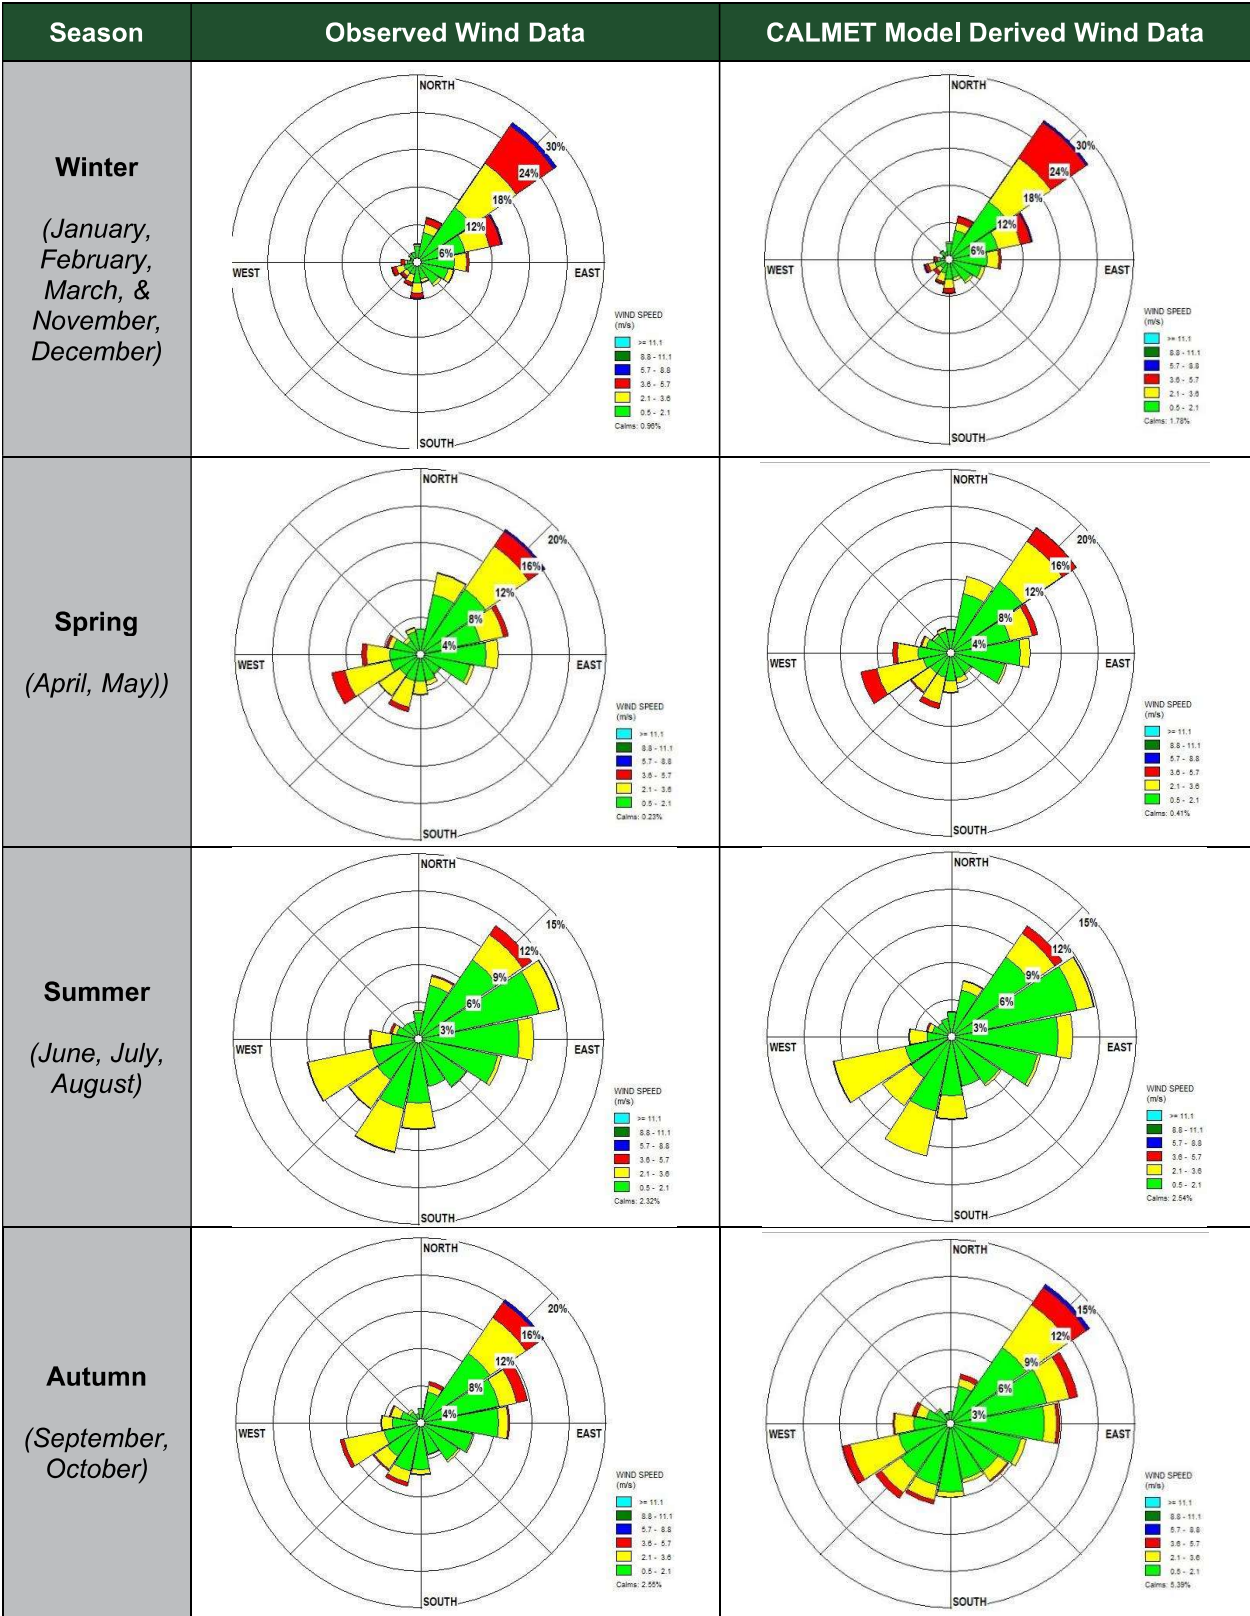 Season
Observed Wind Data
CALMET Model Derived Wind Data
Winter
(January,
February,
March, &
November,
December)
NORTH
30%
24%
18%
12%
6%
WEST
EAST
SOUTH
WIND SPEED
(m/s)
>= 11.1
8.8 - 11.1
5.7 - 8.8
3.6 - 5.7
2.1 - 3.6
0.5 - 2.1
Calms: 0.96%
NORTH
30%
24%
18%
12%
6%
WEST
EAST
SOUTH
WIND SPEED
(m/s)
>= 11.1
8.8 - 11.1
5.7 - 8.8
3.6 - 5.7
2.1 - 3.6
0.5 - 2.1
Calms: 1.78%
Spring
(April, May))
NORTH
20%
16%
12%
8%
4%
WEST
EAST
SOUTH
WIND SPEED
(m/s)
>= 11.1
8.8 - 11.1
5.7 - 8.8
3.6 - 5.7
2.1 - 3.6
0.5 - 2.1
Calms: 0.23%
NORTH
20%
16%
12%
8%
4%
WEST
EAST
SOUTH
WIND SPEED
(m/s)
>= 11.1
8.8 - 11.1
5.7 - 8.8
3.6 - 5.7
2.1 - 3.6
0.5 - 2.1
Calms: 0.41%
Summer
(June, July,
August)
NORTH
15%
12%
9%
6%
3%
WEST
EAST
SOUTH
WIND SPEED
(m/s)
>= 11.1
8.8 - 11.1
5.7 - 8.8
3.6 - 5.7
2.1 - 3.6
0.5 - 2.1
Calms: 2.32%
NORTH
15%
12%
9%
6%
3%
WEST
EAST
SOUTH
WIND SPEED
(m/s)
>= 11.1
8.8 - 11.1
5.7 - 8.8
3.6 - 5.7
2.1 - 3.6
0.5 - 2.1
Calms: 2.54%
Autumn
(September,
October)
NORTH
20%
16%
12%
8%
4%
WEST
EAST
SOUTH
WIND SPEED
(m/s)
>= 11.1
8.8 - 11.1
5.7 - 8.8
3.6 - 5.7
2.1 - 3.6
0.5 - 2.1
Calms: 2.55%
NORTH
15%
12%
9%
6%
3%
WEST
EAST
SOUTH
WIND SPEED
(m/s)
>= 11.1
8.8 - 11.1
5.7 - 8.8
3.6 - 5.7
2.1 - 3.6
0.5 - 2.1
Calms: 5.39%